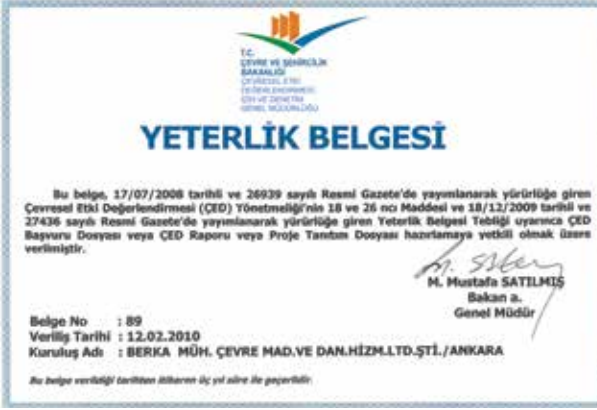 T.C.
ÇEVRE VE ŞEHİRCİLİK
BAKANLIĞI
ÇEVRESEL ETKİ
DEĞERLENDİRMESİ
İZİN VE DENETİM
GENEL MÜDÜRLÜĞÜ
YETERLİK BELGESİ
Bu belge, 17/07/2008 tarihli ve 26939 sayılı Resmi Gazete'de yayımlanarak yürürlüğe giren
Çevresel Etki Değerlendirmesi (ÇED) Yönetmeliği'nin 18 ve 26 ncı Maddesi ve 18/12/2009 tarihli ve
27436 sayılı Resmi Gazete'de yayımlanarak yürürlüğe giren Yeterlik Belgesi Tebliği uyarınca ÇED
Başvuru Dosyası veya ÇED Raporu veya Proje Tanıtım Dosyası hazırlamaya yetkili olmak üzere
verilmiştir.
M. Mustafa SATILMIŞ
Bakan a.
Genel Müdür
Belge No : 89
Veriliş Tarihi : 12.02.2010
Kuruluş Adı : BERKA MÜH. ÇEVRE MAD.VE DAN.HİZM.LTD.ŞTİ./ANKARA
Bu belge verildiği tarihten itibaren üç yıl süre ile geçerlidir.